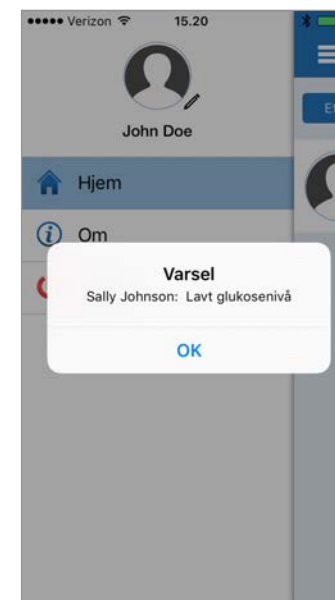 Verizon 15.20
John Doe
Hjem
Om
Varsel
Sally Johnson: Lavt glukosenivå
OK